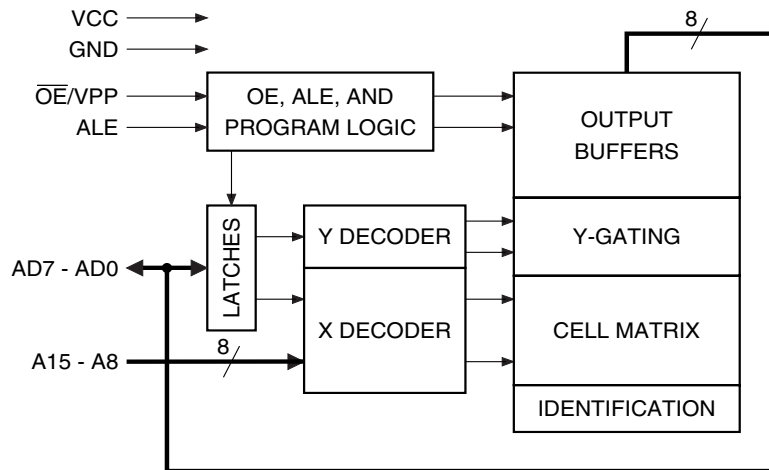 VCC
GND
OE/VPP
ALE
OE, ALE, AND
PROGRAM LOGIC
8
OUTPUT
BUFFERS
LATCHES
Y DECODER
Y-GATING
AD7 - AD0
X DECODER
CELL MATRIX
A15 - A8
8
IDENTIFICATION